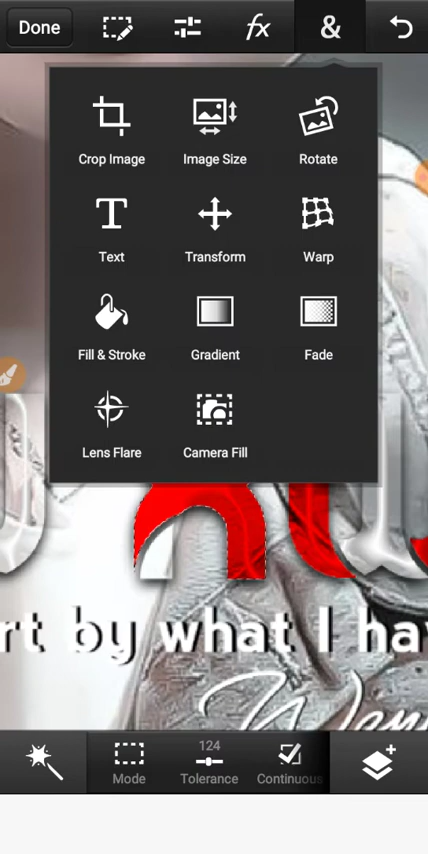 Done fx &
Crop Image Image Size Rotate
T
Text Transform Warp
Fill & Stroke Gradient Fade
Lens Flare Camera Fill
rt by what I hav
124
Mode Tolerance Continuous